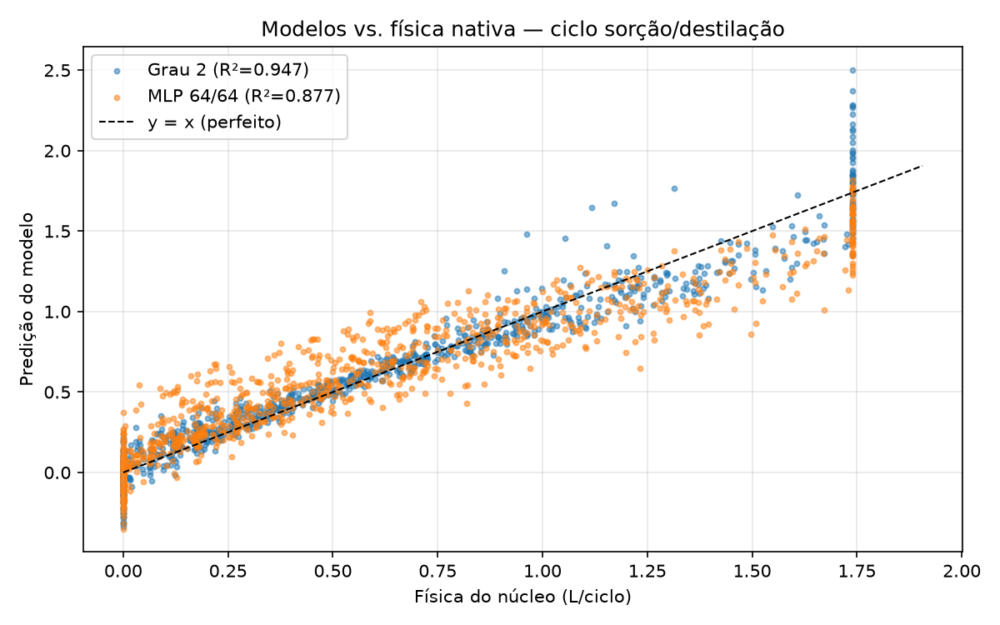 Modelos vs. física nativa — ciclo sorção/destilação
Grau 2 (R²=0.947)
MLP 64/64 (R²=0.877)
y = x (perfeito)
Predição do modelo
2.5
2.0
1.5
1.0
0.5
0.0
0.00 0.25 0.50 0.75 1.00 1.25 1.50 1.75 2.00
Física do núcleo (L/ciclo)